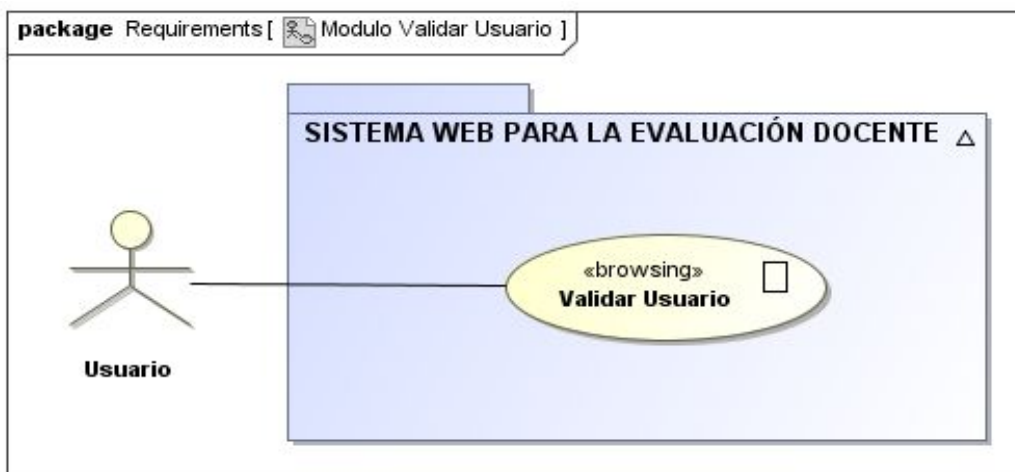 package Requirements [ Modulo Validar Usuario ]
SISTEMA WEB PARA LA EVALUACIÓN DOCENTE
«browsing»
Validar Usuario
Usuario